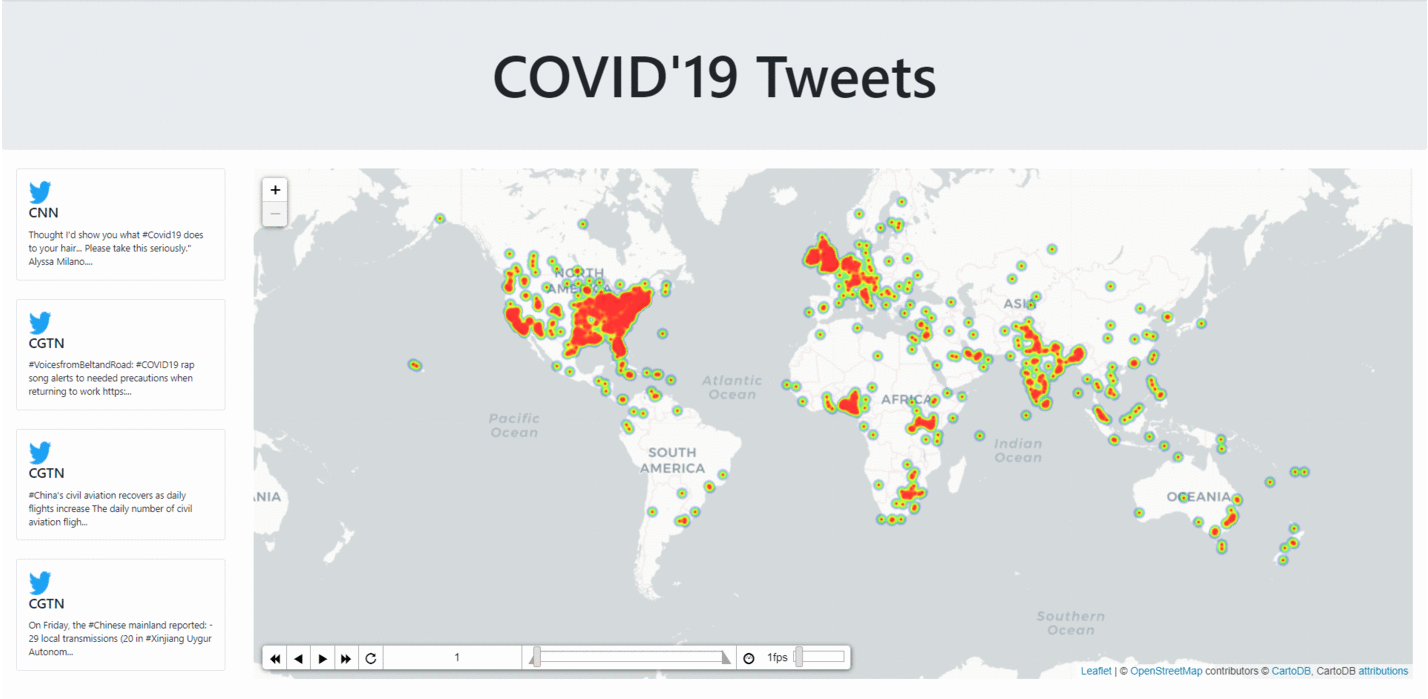 COVID'19 Tweets
CNN
Thought I'd show you what #Covid19 does
to your hair... Please take this seriously."
Alyssa Milano....
CGTN
#VoicesfromBeltandRoad: #COVID19 rap
song alerts to needed precautions when
returning to work https:...
CGTN
#China's civil aviation recovers as daily
flights increase The daily number of civil
aviation fligh...
CGTN
On Friday, the #Chinese mainland reported: -
29 local transmissions (20 in #Xinjiang Uygur
Autonom...
+
−
NORTH
AMERICA
ASIA
Atlantic
Ocean
AFRICA
Pacific
Ocean
Indian
Ocean
SOUTH
AMERICA
ANIA
OCEANIA
Southern
Ocean
1
1fps
Leaflet | © OpenStreetMap contributors © CartoDB, CartoDB attributions